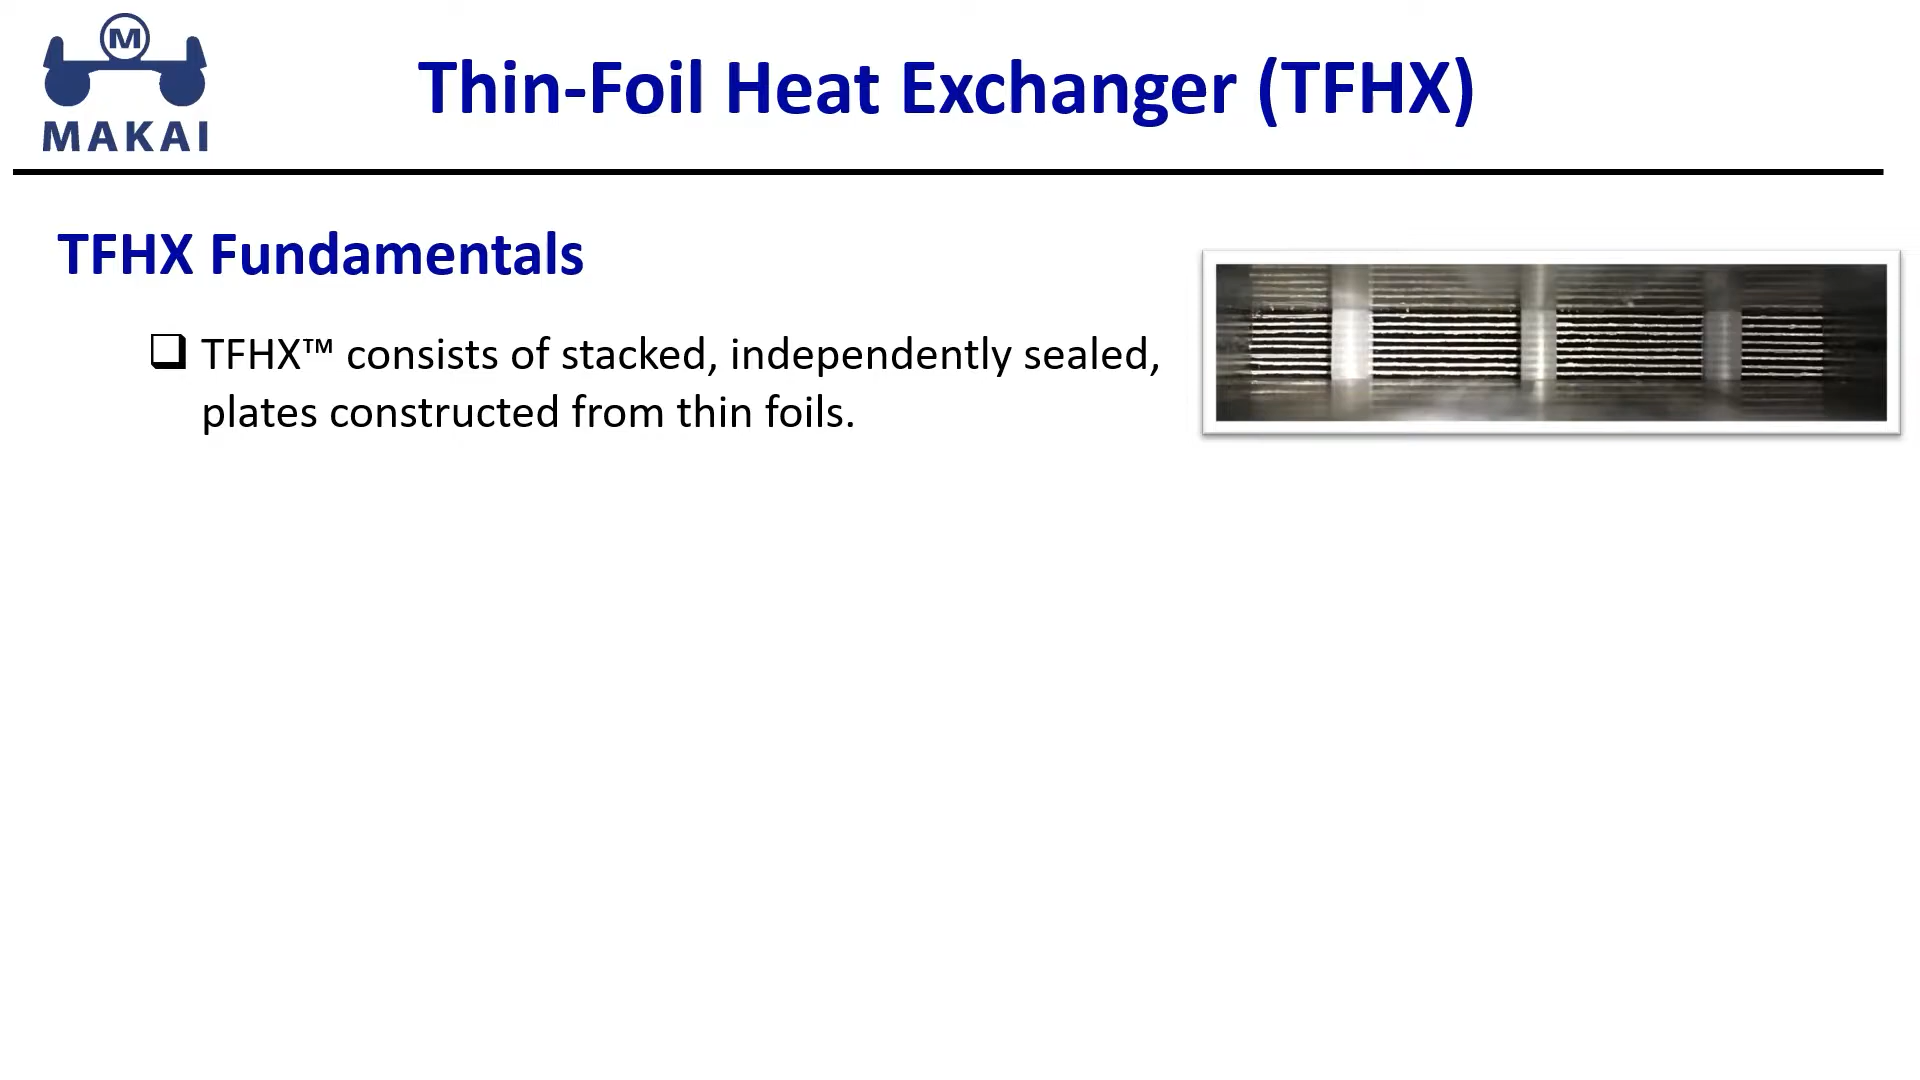 M
MAKAI
Thin-Foil Heat Exchanger (TFHX)
TFHX Fundamentals
TFHX™ consists of stacked, independently sealed,
plates constructed from thin foils.